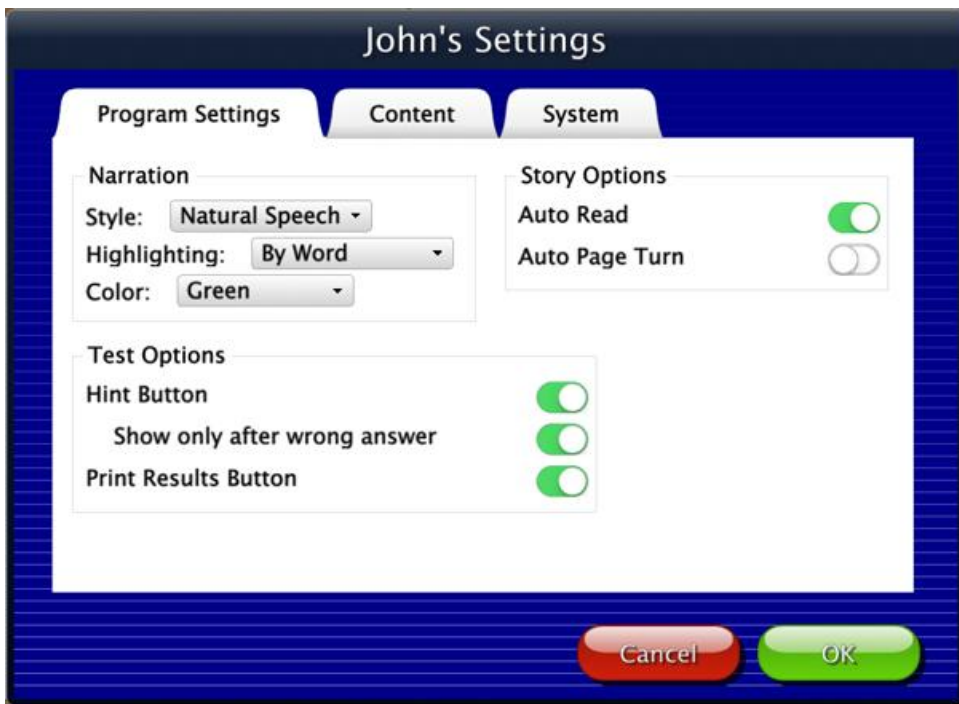 John's Settings
Program Settings
Content
System
Narration
Style: Natural Speech
Highlighting: By Word
Color: Green
Story Options
Auto Read
Auto Page Turn
Test Options
Hint Button
Show only after wrong answer
Print Results Button
Cancel
OK